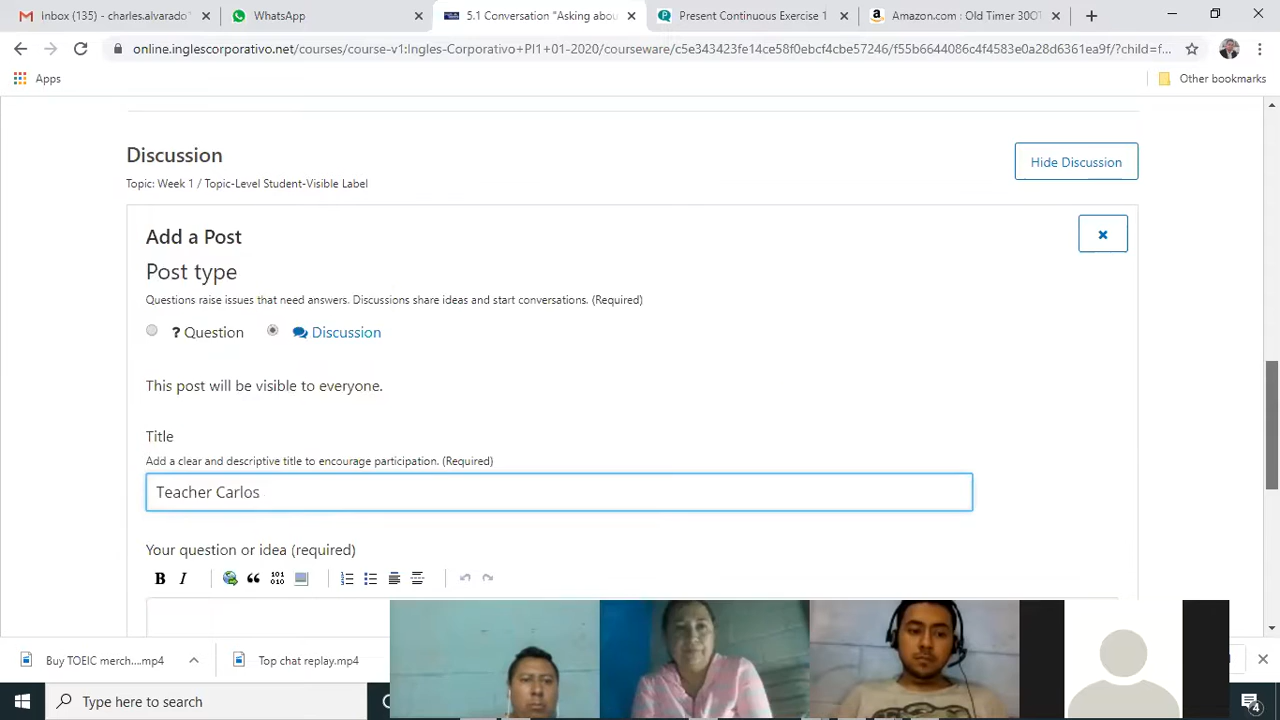 Inbox (135) - charles.alvarado
WhatsApp
5.1 Conversation "Asking abou
Present Continuous Exercise 1
Amazon.com : Old Timer 30OT
online.inglescorporativo.net/courses/course-v1:Ingles-Corporativo+PI1+01-2020/courseware/c5e343423fe14ce58f0ebcf4cbe57246/f55b6644086c4f4583e0a28d6361ea9f/?child=f...
Apps
Other bookmarks
Discussion
Hide Discussion
Topic: Week 1 / Topic-Level Student-Visible Label
Add a Post
Post type
Questions raise issues that need answers. Discussions share ideas and start conversations. (Required)
? Question
Discussion
This post will be visible to everyone.
Title
Add a clear and descriptive title to encourage participation. (Required)
Teacher Carlos
Your question or idea (required)
B I
101 010
Buy TOEIC merch....mp4
Top chat replay.mp4
Type here to search
4